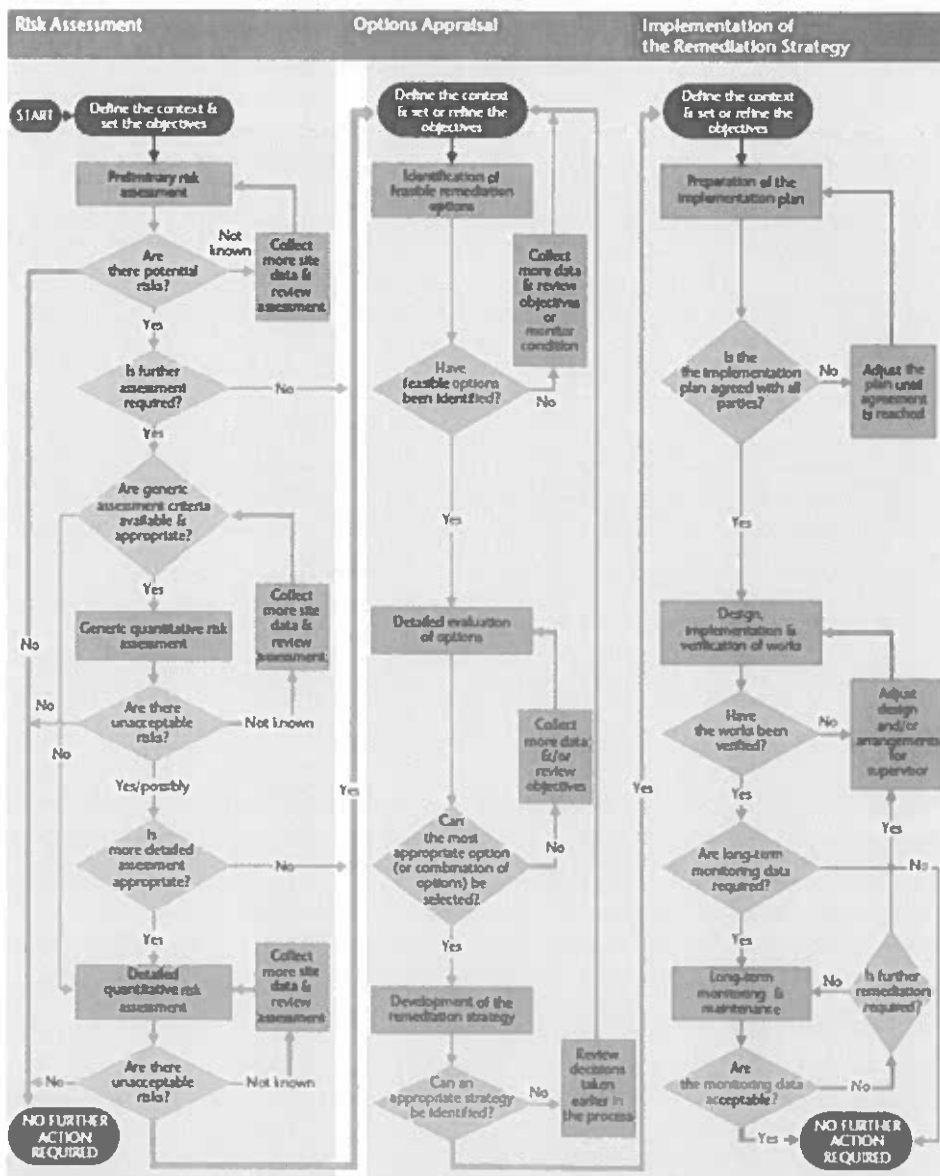 Risk Assessment
START
Define the context &
set the objectives
Preliminary risk
assessment
Not
known
Collect
more site
data &
review
assessment
Are
there potential
risks?
Yes
Is further
assessment
required?
No
Yes
Are generic
assessment criteria
available &
appropriate?
Yes
Collect
more site
data &
review
assessment
Generic quantitative risk
assessment
No
No
Are there
unacceptable
risks?
Not known
No
Yes/possibly
Is
more detailed
assessment
appropriate?
No
Yes
Detailed
quantitative risk
assessment
Collect
more site
data &
review
assessment
Are there
unacceptable
risks?
No
Not known
NO FURTHER
ACTION
REQUIRED
Yes
Options Appraisal
Define the context
& set or refine the
objectives
Identification of
feasible remediation
options
Collect
more data
& review
objectives
or
monitor
condition
Have
feasible options
been identified?
No
Yes
Detailed evaluation
of options
Collect
more data
&/or
review
objectives
Can
the most
appropriate option
(or combination of
options) be
selected?
No
Yes
Development of the
remediation strategy
Can an
appropriate strategy
be identified?
No
Review
decisions
taken
earlier in
the process
Yes
Implementation of
the Remediation Strategy
Define the context
& set or refine the
objectives
Preparation of the
implementation plan
Is the
the implementation
plan agreed with all
parties?
No
Adjust the
plan until
agreement
is reached
Yes
Design,
implementation &
verification of works
Have
the works been
verified?
No
Adjust
design
and/or
arrangements
for
supervisor
Yes
Yes
Are long-term
monitoring data
required?
No
Yes
Long-term
monitoring &
maintenance
No
Is further
remediation
required?
Are
the monitoring data
acceptable?
No
Yes
NO FURTHER
ACTION
REQUIRED